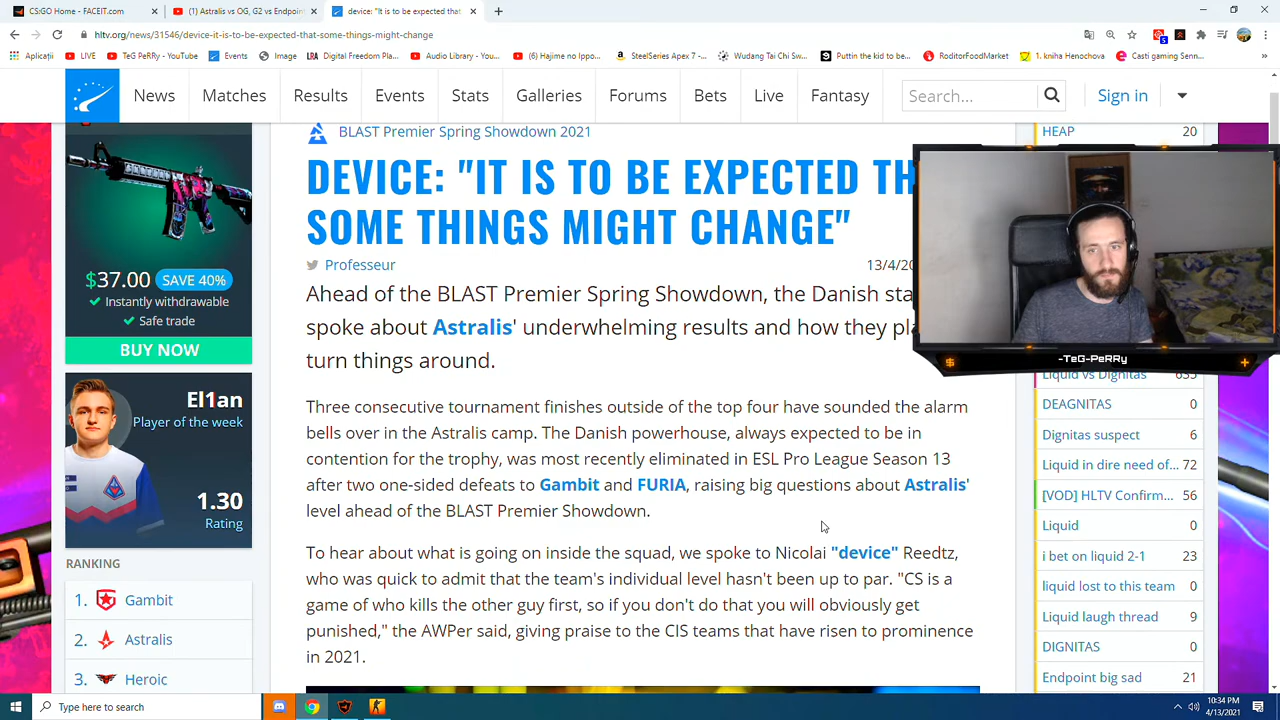 CS:GO Home - FACEIT.com
(1) Astralis vs OG, G2 vs Endpoin
device: "It is to be expected that
hltv.org/news/31546/device-it-is-to-be-expected-that-some-things-might-change
5
Aplicații
LIVE
TeG PeRRy - YouTube
Events
Image
LRA
Digital Freedom Pla...
Audio Library - You...
(6) Hajime no Ippo...
SteelSeries Apex 7 -...
Wudang Tai Chi Sw...
Puttin the kid to be...
RoditorFoodMarket
1. kniha Henochova
Casti gaming Senn...
News
Matches
Results
Events
Stats
Galleries
Forums
Bets
Live
Fantasy
Search...
Sign in
BLAST Premier Spring Showdown 2021
DEVICE: "IT IS TO BE EXPECTED TH
SOME THINGS MIGHT CHANGE"
Professeur
13/4/20
Ahead of the BLAST Premier Spring Showdown, the Danish sta
spoke about Astralis' underwhelming results and how they pla
turn things around.
Three consecutive tournament finishes outside of the top four have sounded the alarm
bells over in the Astralis camp. The Danish powerhouse, always expected to be in
contention for the trophy, was most recently eliminated in ESL Pro League Season 13
after two one-sided defeats to Gambit and FURIA, raising big questions about Astralis'
level ahead of the BLAST Premier Showdown.
To hear about what is going on inside the squad, we spoke to Nicolai "device" Reedtz,
who was quick to admit that the team's individual level hasn't been up to par. "CS is a
game of who kills the other guy first, so if you don't do that you will obviously get
punished," the AWPer said, giving praise to the CIS teams that have risen to prominence
in 2021.
$37.00 SAVE 40%
Instantly withdrawable
Safe trade
BUY NOW
El1an
Player of the week
1.30
Rating
RANKING
1. Gambit
2. Astralis
3. Heroic
HEAP 20
-TeG-PeRRy
Liquid vs Dignitas 635
DEAGNITAS 0
Dignitas suspect 6
Liquid in dire need of... 72
[VOD] HLTV Confirm... 56
Liquid 0
i bet on liquid 2-1 23
liquid lost to this team 0
Liquid laugh thread 9
DIGNITAS 0
Endpoint big sad 21
Type here to search
10:34 PM
4/13/2021